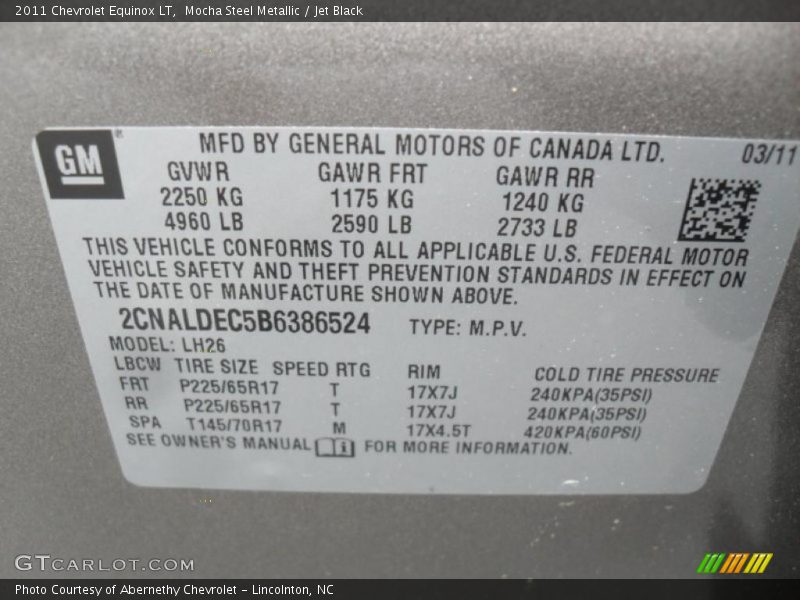 2011 Chevrolet Equinox LT,  Mocha Steel Metallic / Jet Black
GM
®
MFD BY GENERAL MOTORS OF CANADA LTD. 03/11
GVWR GAWR FRT GAWR RR
2250 KG 1175 KG 1240 KG
4960 LB 2590 LB 2733 LB
THIS VEHICLE CONFORMS TO ALL APPLICABLE U.S. FEDERAL MOTOR
VEHICLE SAFETY AND THEFT PREVENTION STANDARDS IN EFFECT ON
THE DATE OF MANUFACTURE SHOWN ABOVE.
2CNALDEC5B6386524 TYPE: M.P.V.
MODEL: LH26
LBCW TIRE SIZE SPEED RTG RIM COLD TIRE PRESSURE
FRT P225/65R17 T 17X7J 240KPA(35PSI)
RR P225/65R17 T 17X7J 240KPA(35PSI)
SPA T145/70R17 M 17X4.5T 420KPA(60PSI)
SEE OWNER'S MANUAL i FOR MORE INFORMATION.
GTCARLOT.COM
Photo Courtesy of Abernethy Chevrolet – Lincolnton, NC